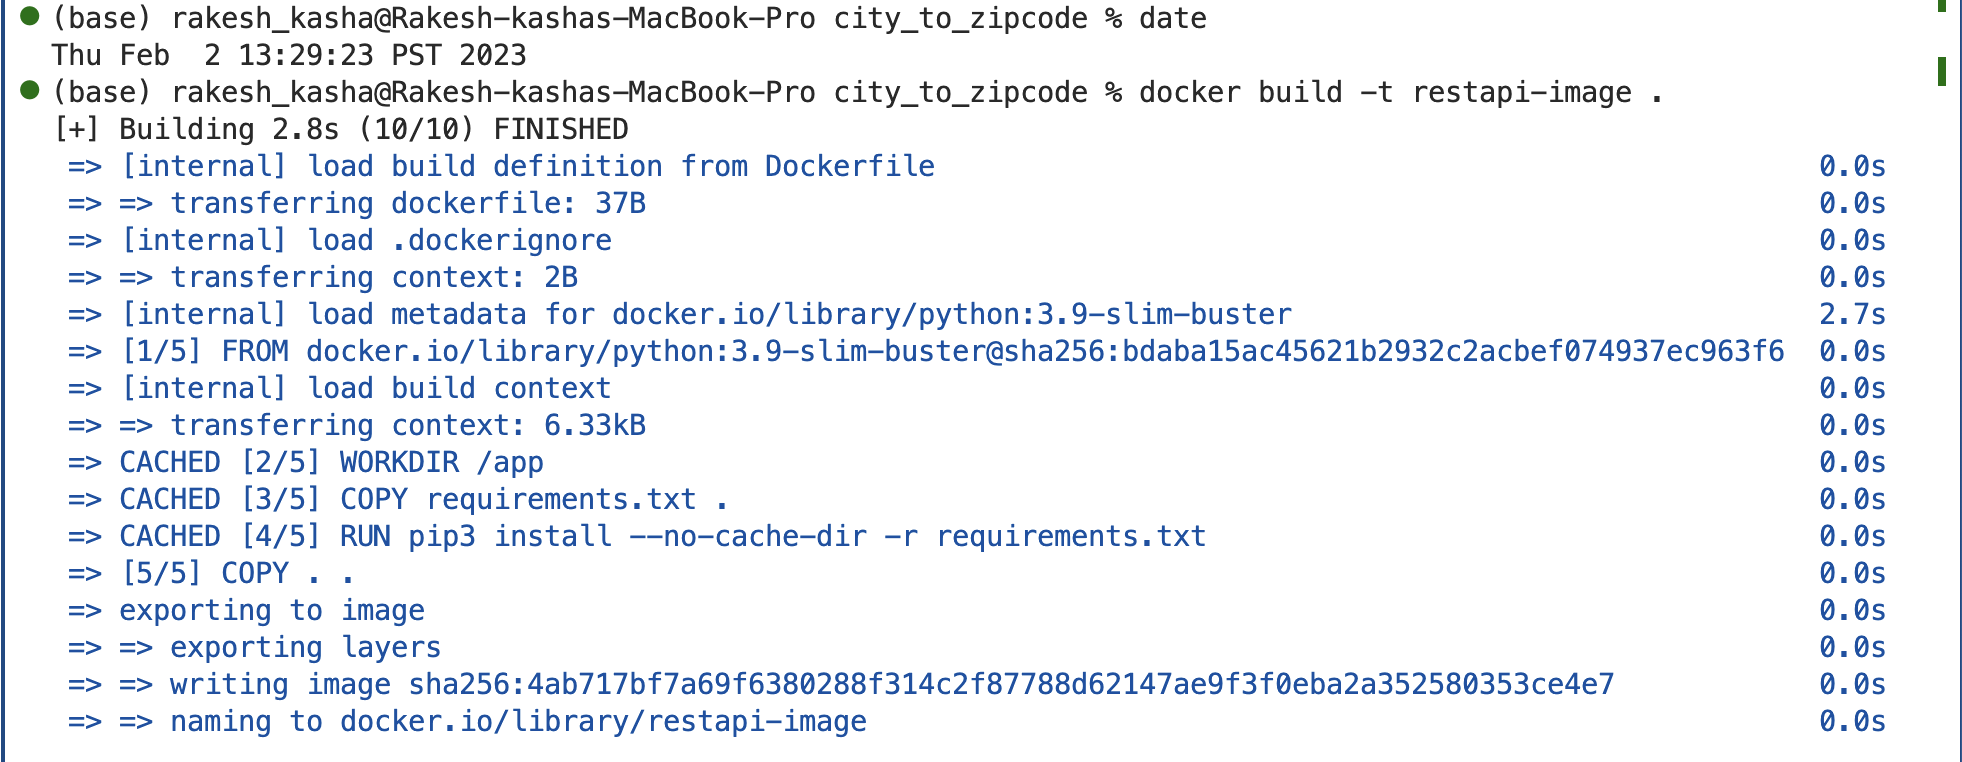 (base) rakesh_kasha@Rakesh-kashas-MacBook-Pro city_to_zipcode % date
Thu Feb  2 13:29:23 PST 2023
(base) rakesh_kasha@Rakesh-kashas-MacBook-Pro city_to_zipcode % docker build -t restapi-image .
[+] Building 2.8s (10/10) FINISHED
=> [internal] load build definition from Dockerfile 0.0s
=> => transferring dockerfile: 37B 0.0s
=> [internal] load .dockerignore 0.0s
=> => transferring context: 2B 0.0s
=> [internal] load metadata for docker.io/library/python:3.9-slim-buster 2.7s
=> [1/5] FROM docker.io/library/python:3.9-slim-buster@sha256:bdaba15ac45621b2932c2acbef074937ec963f6 0.0s
=> [internal] load build context 0.0s
=> => transferring context: 6.33kB 0.0s
=> CACHED [2/5] WORKDIR /app 0.0s
=> CACHED [3/5] COPY requirements.txt . 0.0s
=> CACHED [4/5] RUN pip3 install --no-cache-dir -r requirements.txt 0.0s
=> [5/5] COPY . . 0.0s
=> exporting to image 0.0s
=> => exporting layers 0.0s
=> => writing image sha256:4ab717bf7a69f6380288f314c2f87788d62147ae9f3f0eba2a352580353ce4e7 0.0s
=> => naming to docker.io/library/restapi-image 0.0s